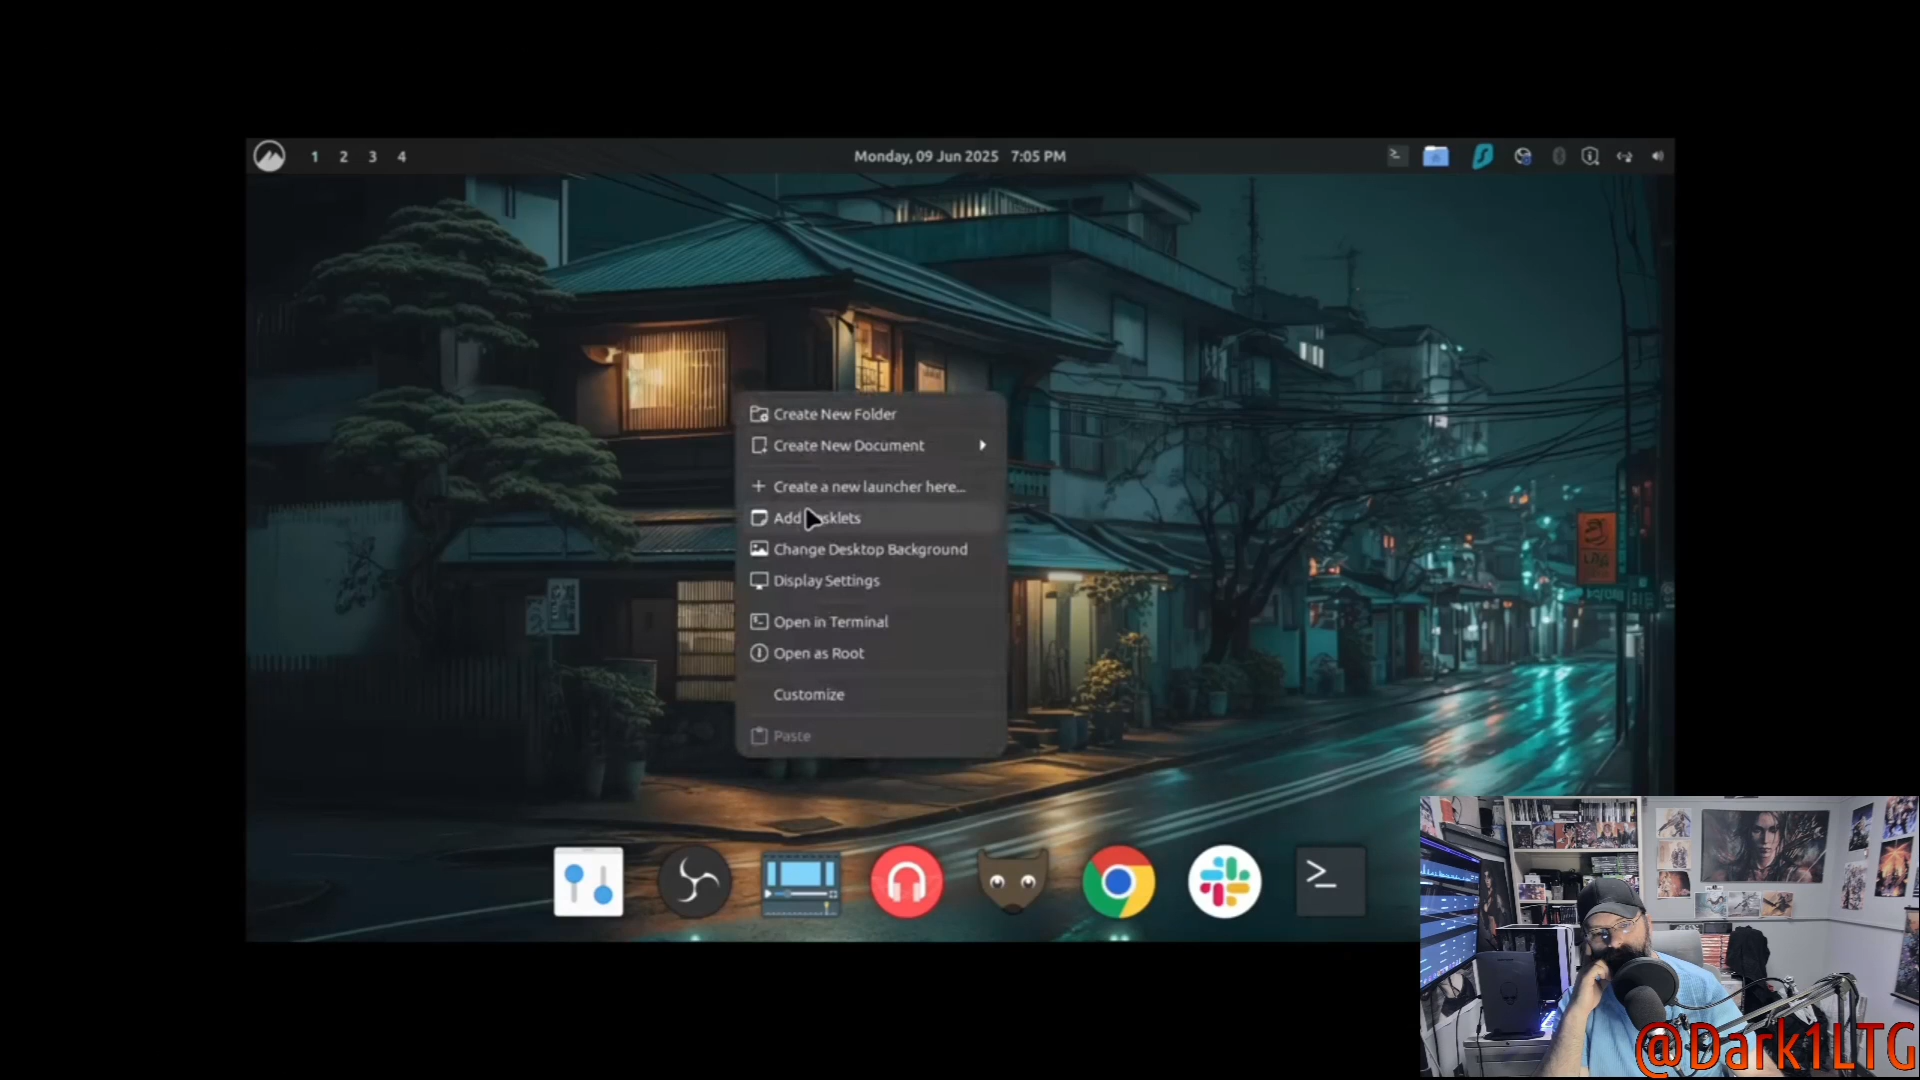 1 2 3 4
Monday, 09 Jun 2025 7:05 PM
Create New Folder
Create New Document
Create a new launcher here...
Add sklets
Change Desktop Background
Display Settings
Open in Terminal
Open as Root
Customize
Paste
@Dark1LTG